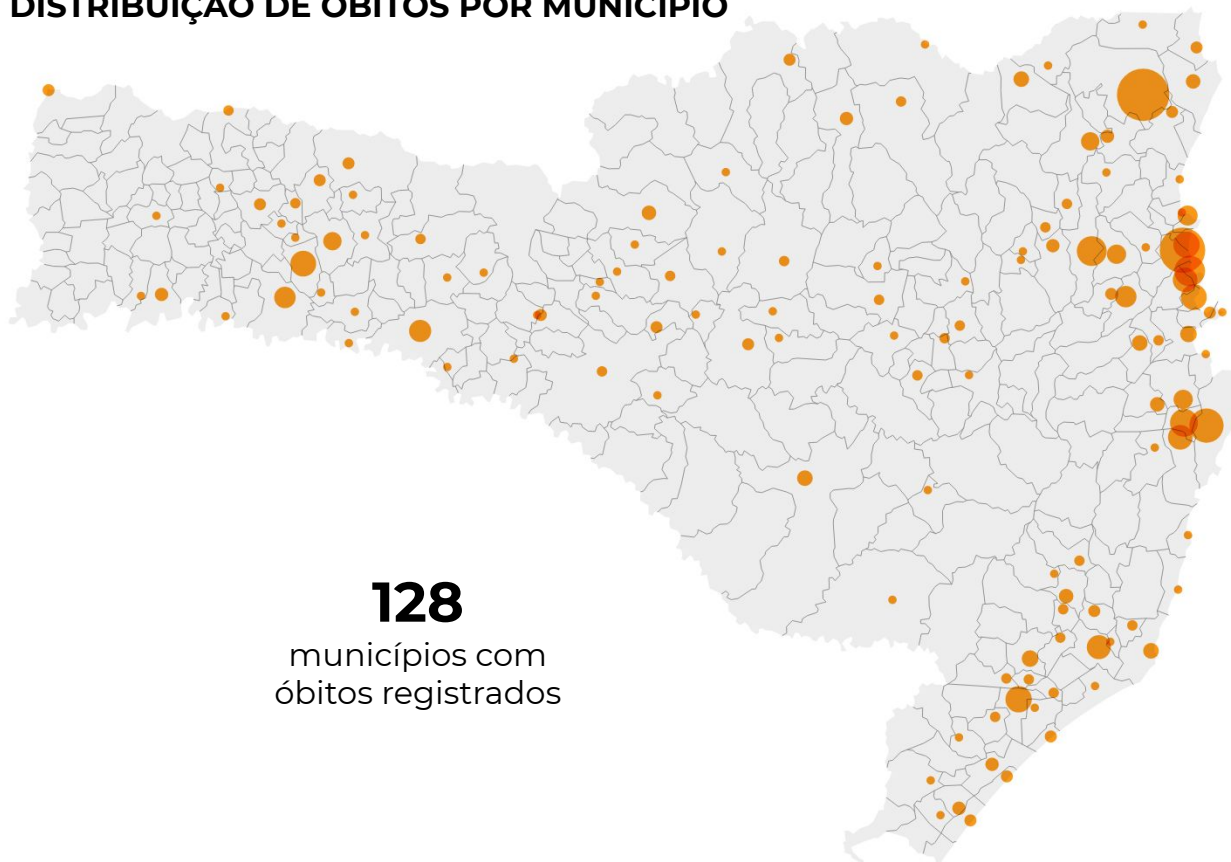 DISTRIBUIÇÃO DE ÓBITOS POR MUNICÍPIO
128
municípios com
óbitos registrados